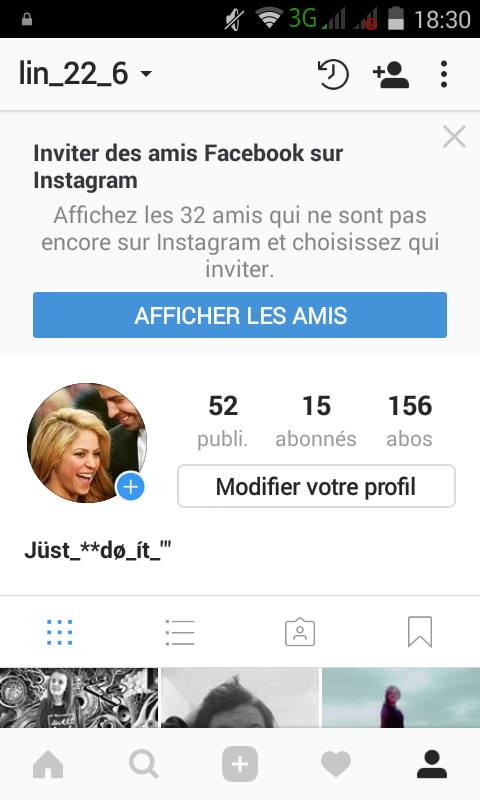 3G 18:30
lin_22_6
Inviter des amis Facebook sur
Instagram
Affichez les 32 amis qui ne sont pas
encore sur Instagram et choisissez qui
inviter.
AFFICHER LES AMIS
52 15 156
publi. abonnés abos
Modifier votre profil
Jüst_**dø_ít_'"